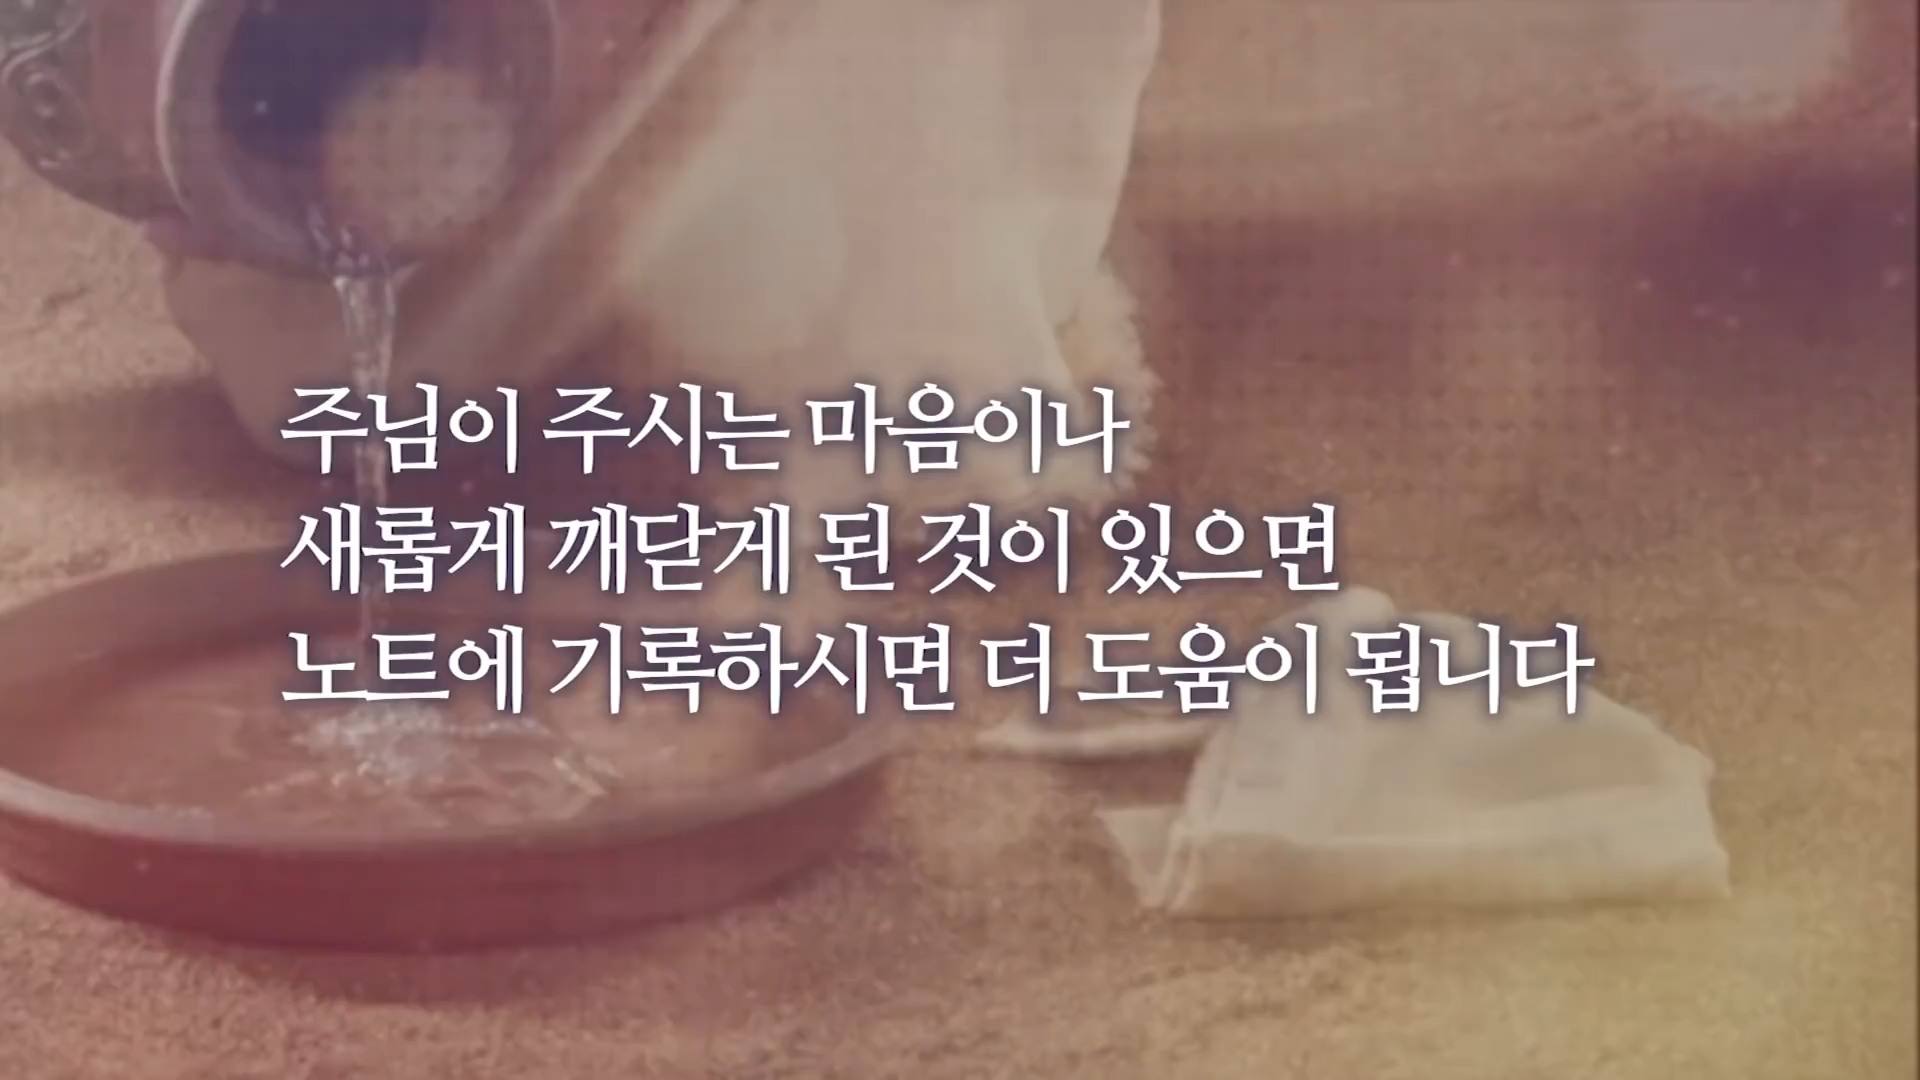 주님이 주시는 마음이나
새롭게 깨닫게 된 것이 있으면
노트에 기록하시면 더 도움이 됩니다